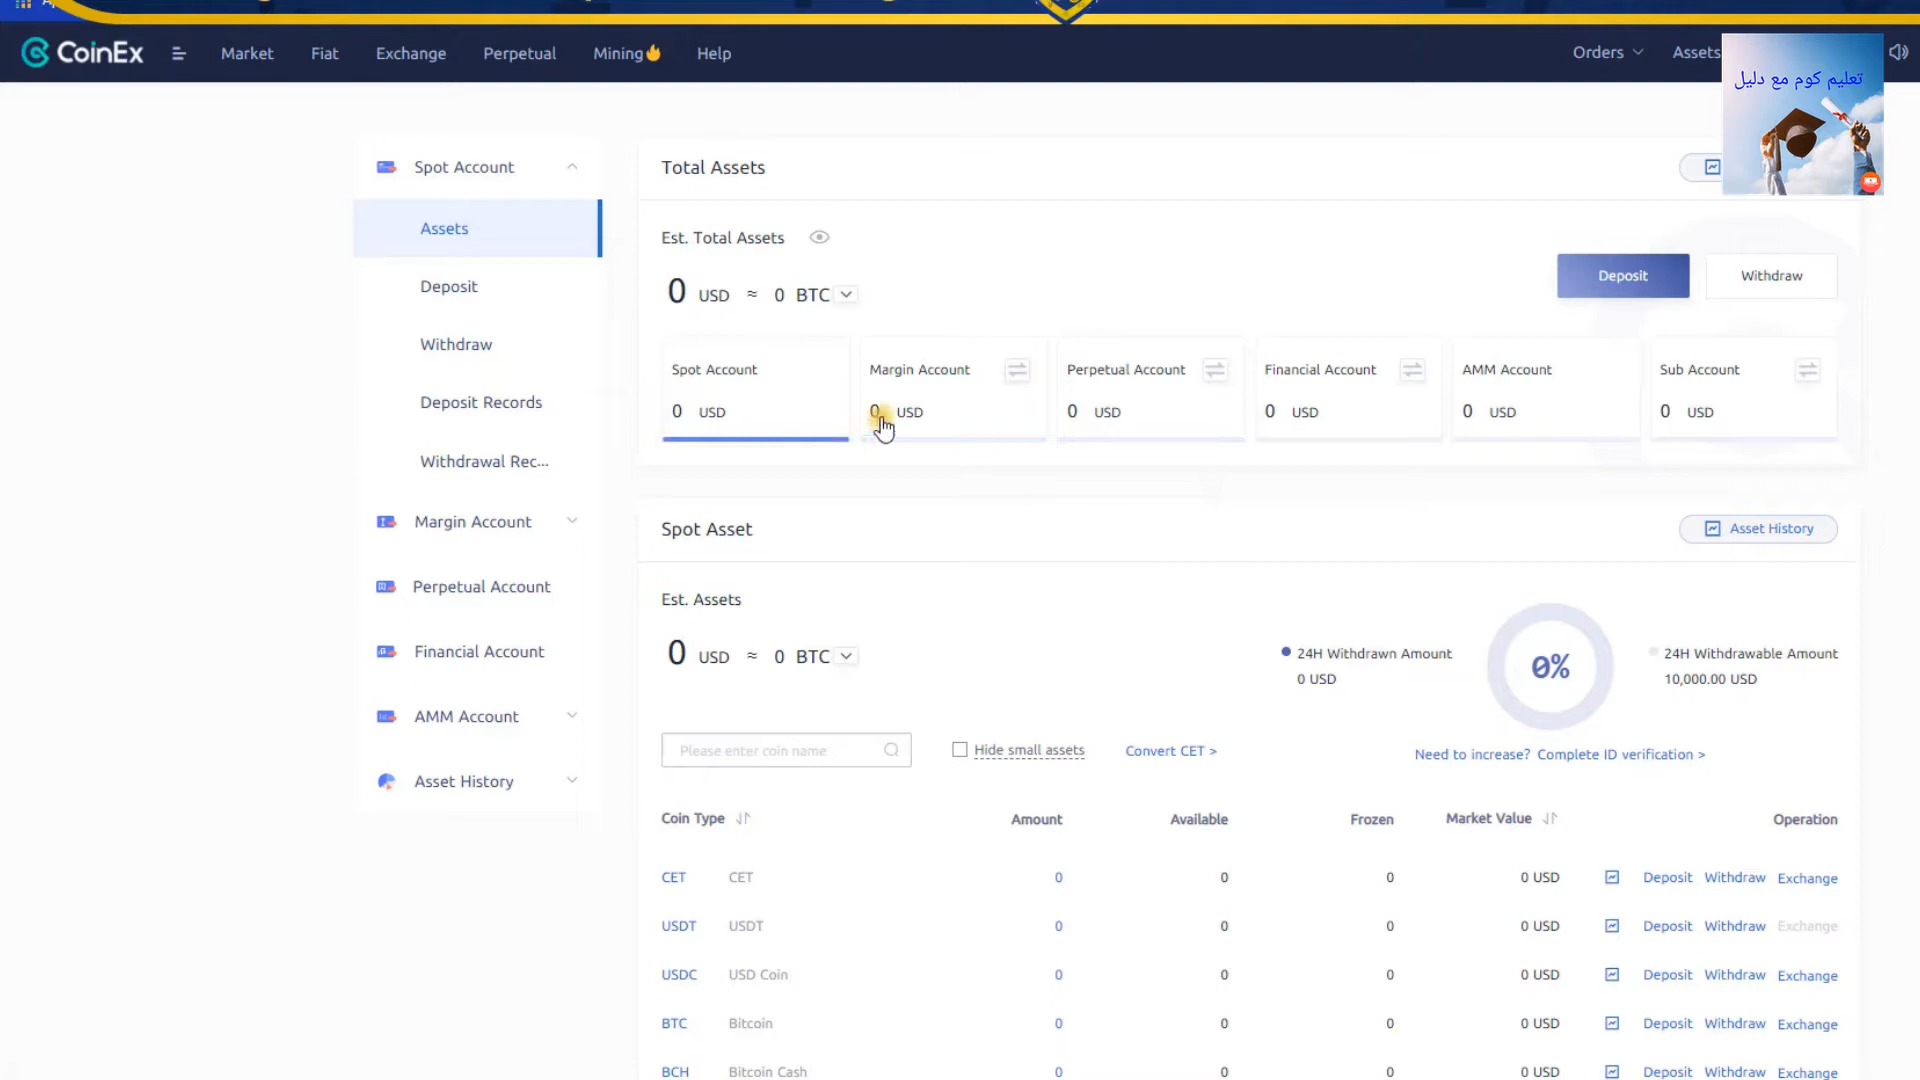 CoinEx
Market
Fiat
Exchange
Perpetual
Mining
Help
Orders
Assets
تعلیم کوم مع دلیل
Spot Account
Assets
Deposit
Withdraw
Deposit Records
Withdrawal Rec...
Margin Account
Perpetual Account
Financial Account
AMM Account
Asset History
Total Assets
Est. Total Assets
0 USD ≈ 0 BTC
Deposit
Withdraw
Spot Account
0 USD
Margin Account
0 USD
Perpetual Account
0 USD
Financial Account
0 USD
AMM Account
0 USD
Sub Account
0 USD
Spot Asset
Asset History
Est. Assets
0 USD ≈ 0 BTC
24H Withdrawn Amount
0 USD
0%
24H Withdrawable Amount
10,000.00 USD
Please enter coin name
Hide small assets
Convert CET >
Need to increase? Complete ID verification >
Coin Type Amount Available Frozen Market Value Operation
CET CET 0 0 0 0 USD Deposit Withdraw Exchange
USDT USDT 0 0 0 0 USD Deposit Withdraw Exchange
USDC USD Coin 0 0 0 0 USD Deposit Withdraw Exchange
BTC Bitcoin 0 0 0 0 USD Deposit Withdraw Exchange
BCH Bitcoin Cash 0 0 0 0 USD Deposit Withdraw Exchange